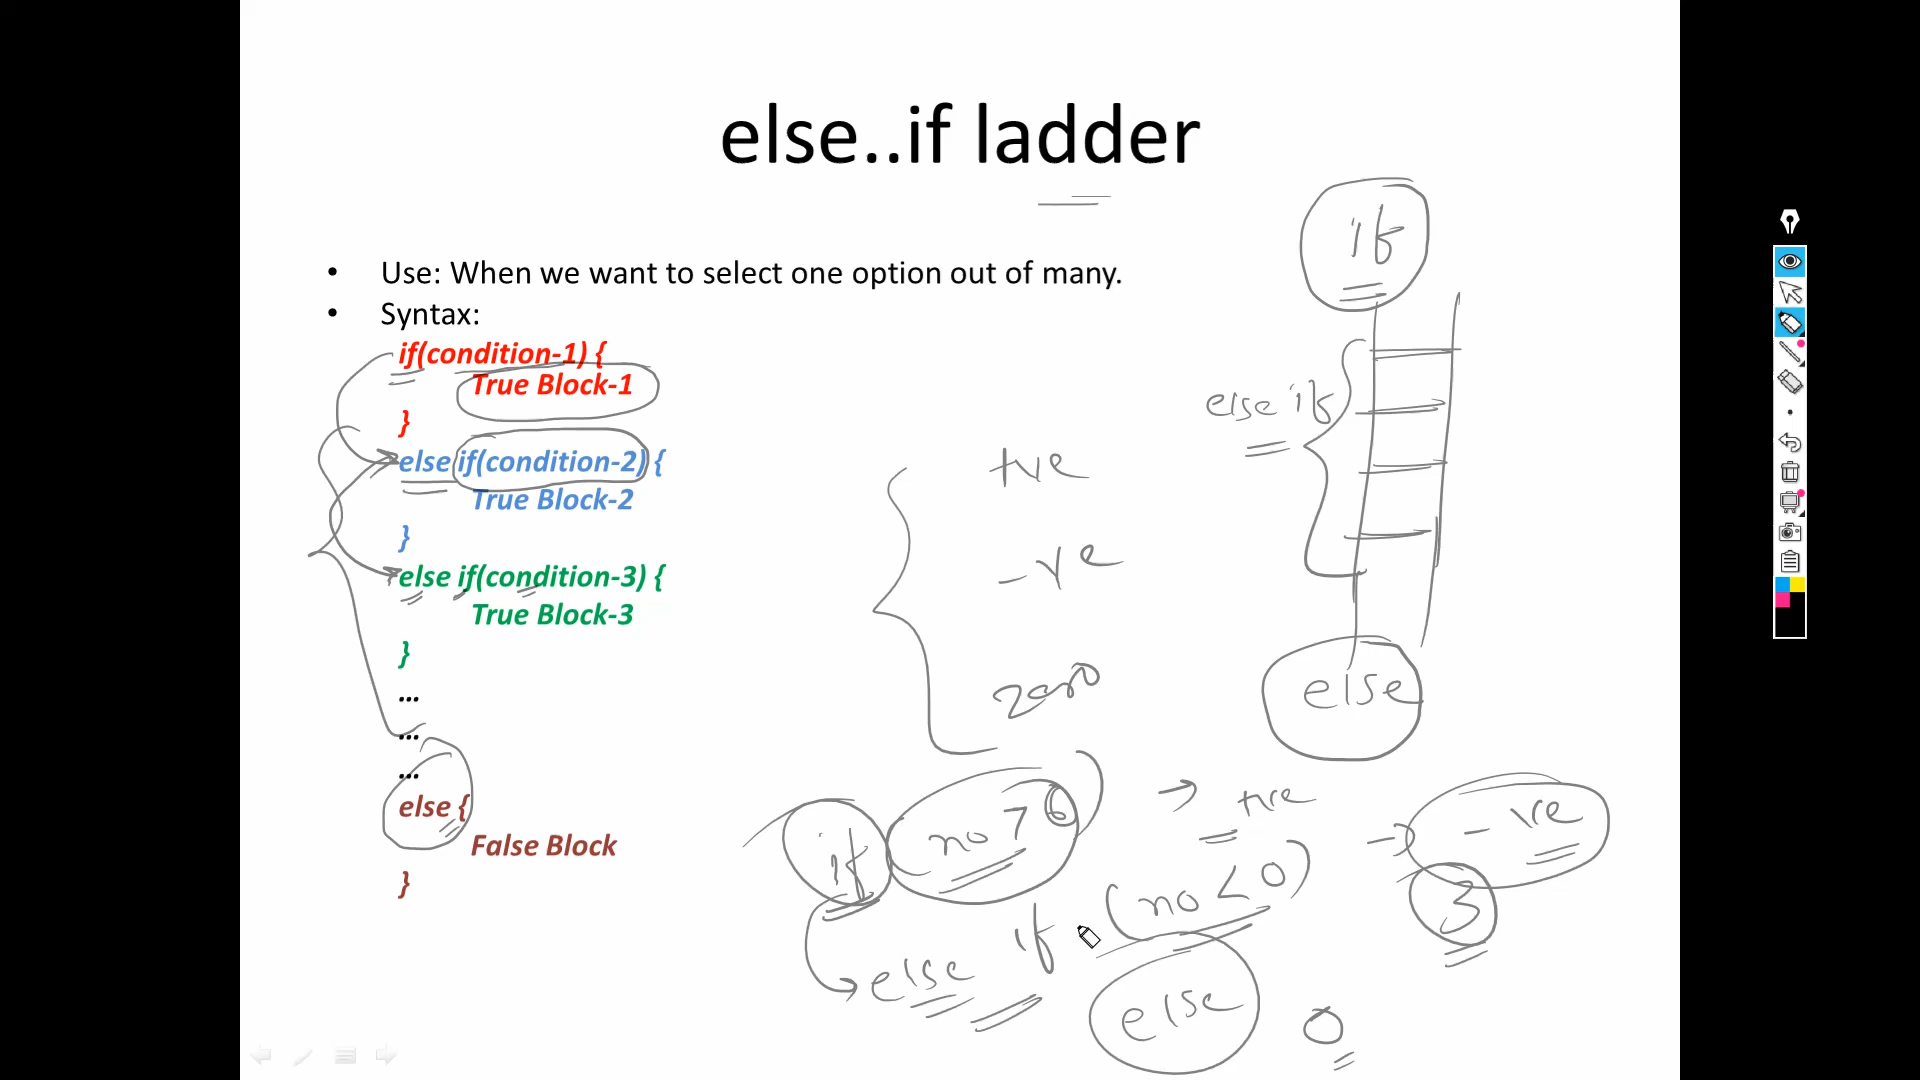 else..if ladder
• Use: When we want to select one option out of many.
• Syntax:
if(condition-1) {
True Block-1
}
else if(condition-2) {
True Block-2
}
else if(condition-3) {
True Block-3
}
...
...
...
else {
False Block
}
if
else if
else
+ve
-ve
zero
if no > 0) → +ve
else if (no < 0) → -ve
3
else 0